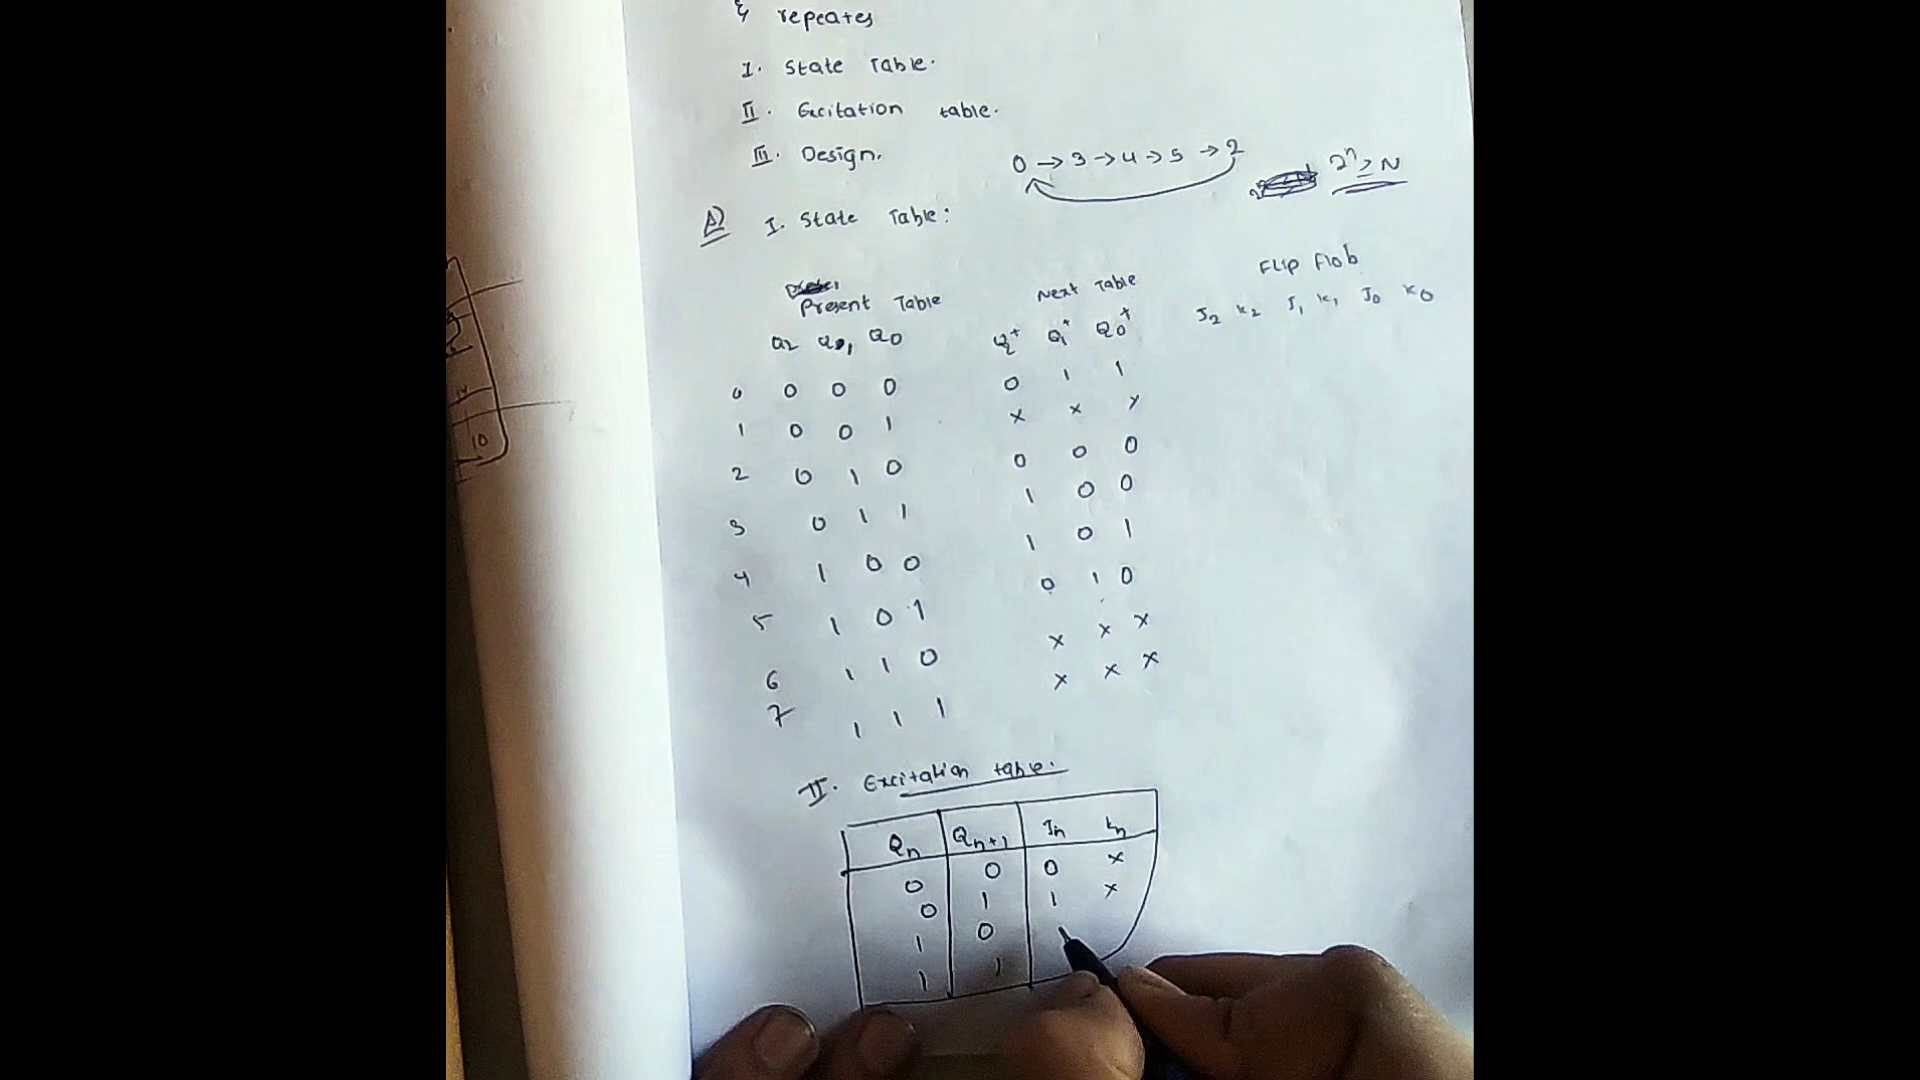 & repeates
I. State Table.
II. Excitation table.
III. Design.
0 → 3 → 4 → 5 → 2
2ⁿ ≥ N
A) I. State Table:
Present Table Next Table Flip Flob
Q2 Q1 Q0 Q2⁺ Q1⁺ Q0⁺ J2 K2 J1 K1 J0 K0
0 0 0 0 0 1 1
1 0 0 1 x x x
2 0 1 0 0 0 0
3 0 1 1 1 0 0
4 1 0 0 1 0 1
5 1 0 1 0 1 0
6 1 1 0 x x x
7 1 1 1 x x x
II. Excitation table.
Qn Qn+1 Jn kn
0 0 0 x
0 1 1 x
1 0
1 1
10